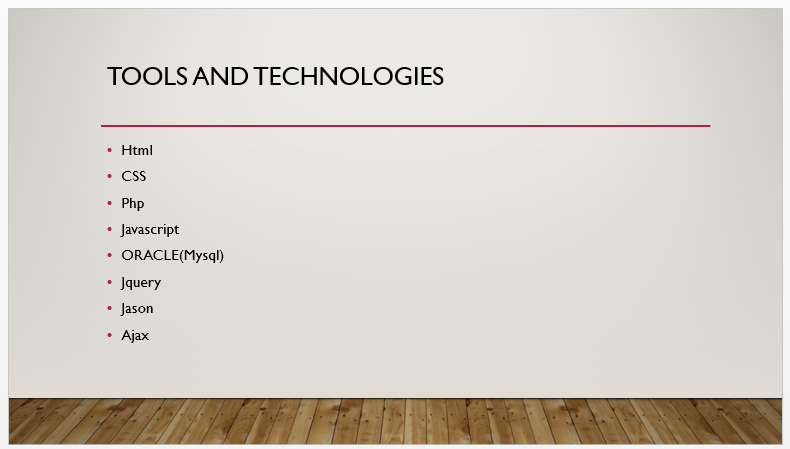 TOOLS AND TECHNOLOGIES
• Html
• CSS
• Php
• Javascript
• ORACLE(Mysql)
• Jquery
• Jason
• Ajax